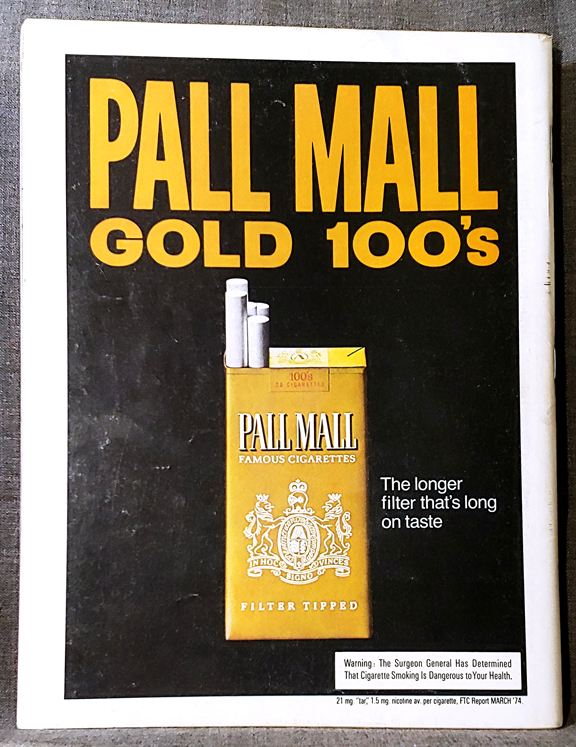 PALL MALL
GOLD 100's
100's
20 CIGARETTES
PALL MALL
FAMOUS CIGARETTES
The longer
filter that's long
on taste
IN HOC VINCES
SIGNO
FILTER TIPPED
Warning: The Surgeon General Has Determined
That Cigarette Smoking Is Dangerous to Your Health.
21 mg. "tar," 1.5 mg. nicotine av. per cigarette, FTC Report MARCH '74.